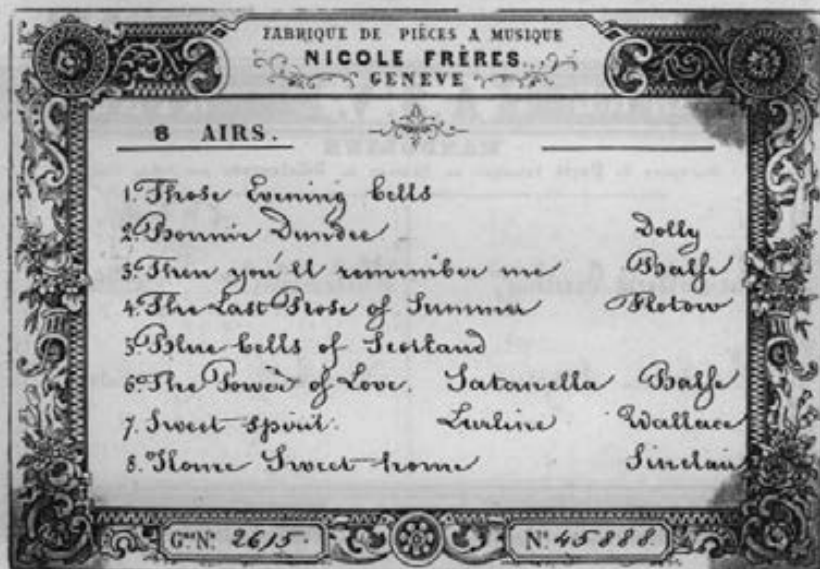 FABRIQUE DE PIÈCES A MUSIQUE
NICOLE FRÈRES
GENEVE
8 AIRS.
1. Those Evening bells
2. Bonnie Dundee Dolly
3. Then you'll remember me Balfe
4. The Last Rose of Summer Flotow
5. Blue bells of Scotland
6. The Power of Love. Satanella Balfe
7. Sweet spirit. Lurline Wallace
8. Home Sweet home Sinclair
Gme No. 2615. No. 45888.